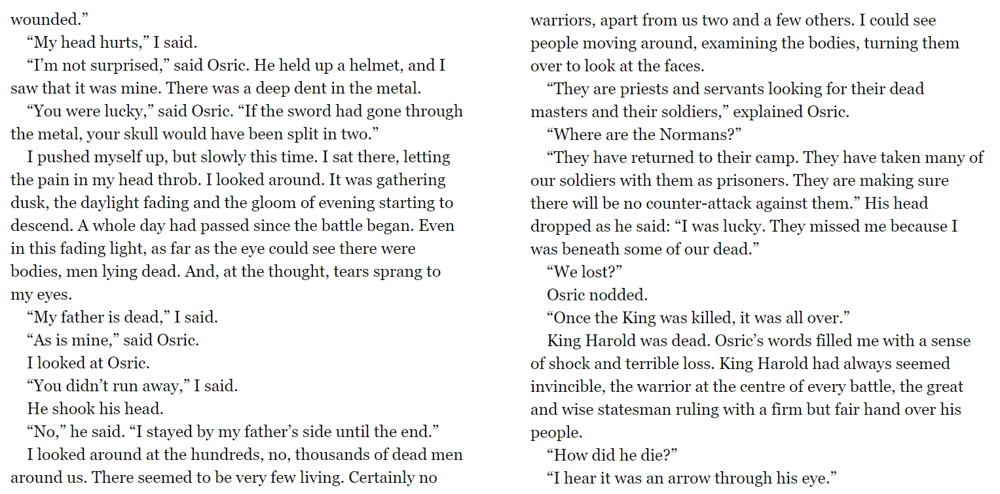 wounded.”
“My head hurts,” I said.
“I’m not surprised,” said Osric. He held up a helmet, and I
saw that it was mine. There was a deep dent in the metal.
“You were lucky,” said Osric. “If the sword had gone through
the metal, your skull would have been split in two.”
I pushed myself up, but slowly this time. I sat there, letting
the pain in my head throb. I looked around. It was gathering
dusk, the daylight fading and the gloom of evening starting to
descend. A whole day had passed since the battle began. Even
in this fading light, as far as the eye could see there were
bodies, men lying dead. And, at the thought, tears sprang to
my eyes.
“My father is dead,” I said.
“As is mine,” said Osric.
I looked at Osric.
“You didn’t run away,” I said.
He shook his head.
“No,” he said. “I stayed by my father’s side until the end.”
I looked around at the hundreds, no, thousands of dead men
around us. There seemed to be very few living. Certainly no
warriors, apart from us two and a few others. I could see
people moving around, examining the bodies, turning them
over to look at the faces.
“They are priests and servants looking for their dead
masters and their soldiers,” explained Osric.
“Where are the Normans?”
“They have returned to their camp. They have taken many of
our soldiers with them as prisoners. They are making sure
there will be no counter-attack against them.” His head
dropped as he said: “I was lucky. They missed me because I
was beneath some of our dead.”
“We lost?”
Osric nodded.
“Once the King was killed, it was all over.”
King Harold was dead. Osric’s words filled me with a sense
of shock and terrible loss. King Harold had always seemed
invincible, the warrior at the centre of every battle, the great
and wise statesman ruling with a firm but fair hand over his
people.
“How did he die?”
“I hear it was an arrow through his eye.”